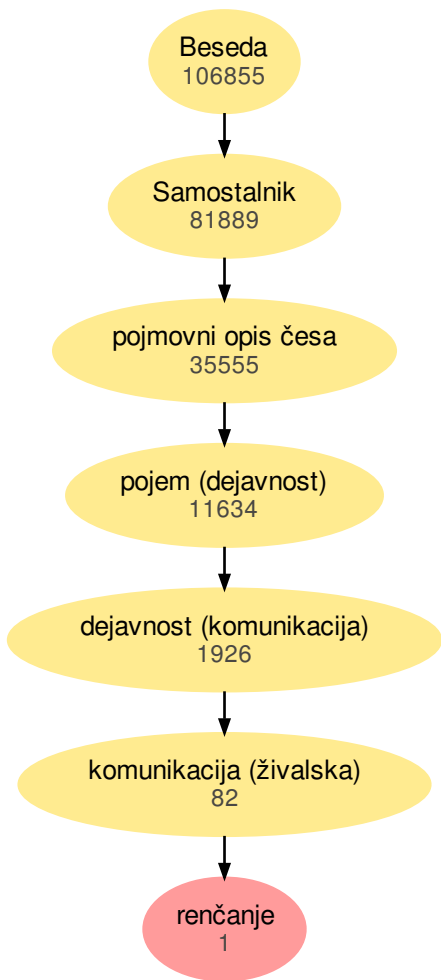 Beseda
106855
Samostalnik
81889
pojmovni opis česa
35555
pojem (dejavnost)
11634
dejavnost (komunikacija)
1926
komunikacija (živalska)
82
renčanje
1